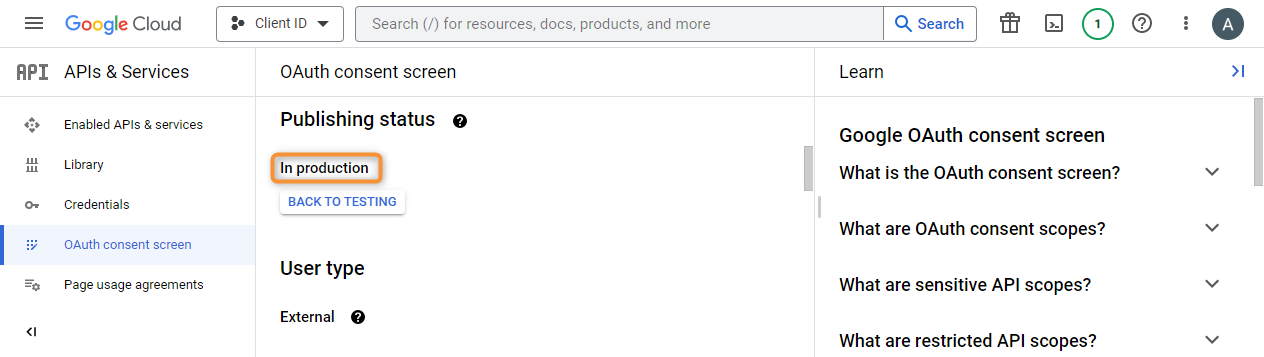 Google Cloud
Client ID
Search (/) for resources, docs, products, and more
Search
1
A
API
APIs & Services
Enabled APIs & services
Library
Credentials
OAuth consent screen
Page usage agreements
OAuth consent screen
Publishing status
In production
BACK TO TESTING
User type
External
Learn
Google OAuth consent screen
What is the OAuth consent screen?
What are OAuth consent scopes?
What are sensitive API scopes?
What are restricted API scopes?